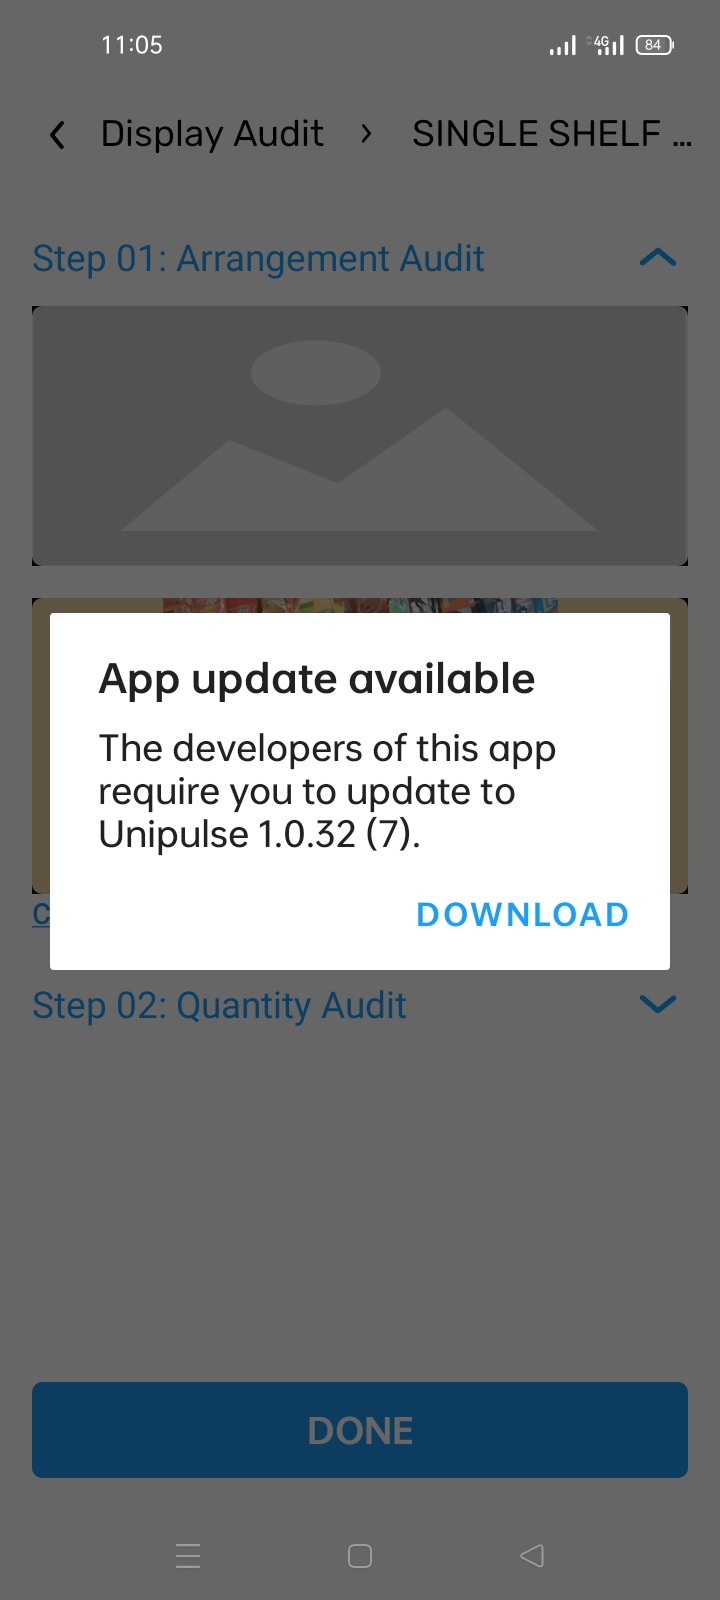 11:05
4G
84
Display Audit
SINGLE SHELF ...
Step 01: Arrangement Audit
App update available
The developers of this app
require you to update to
Unipulse 1.0.32 (7).
DOWNLOAD
Step 02: Quantity Audit
DONE